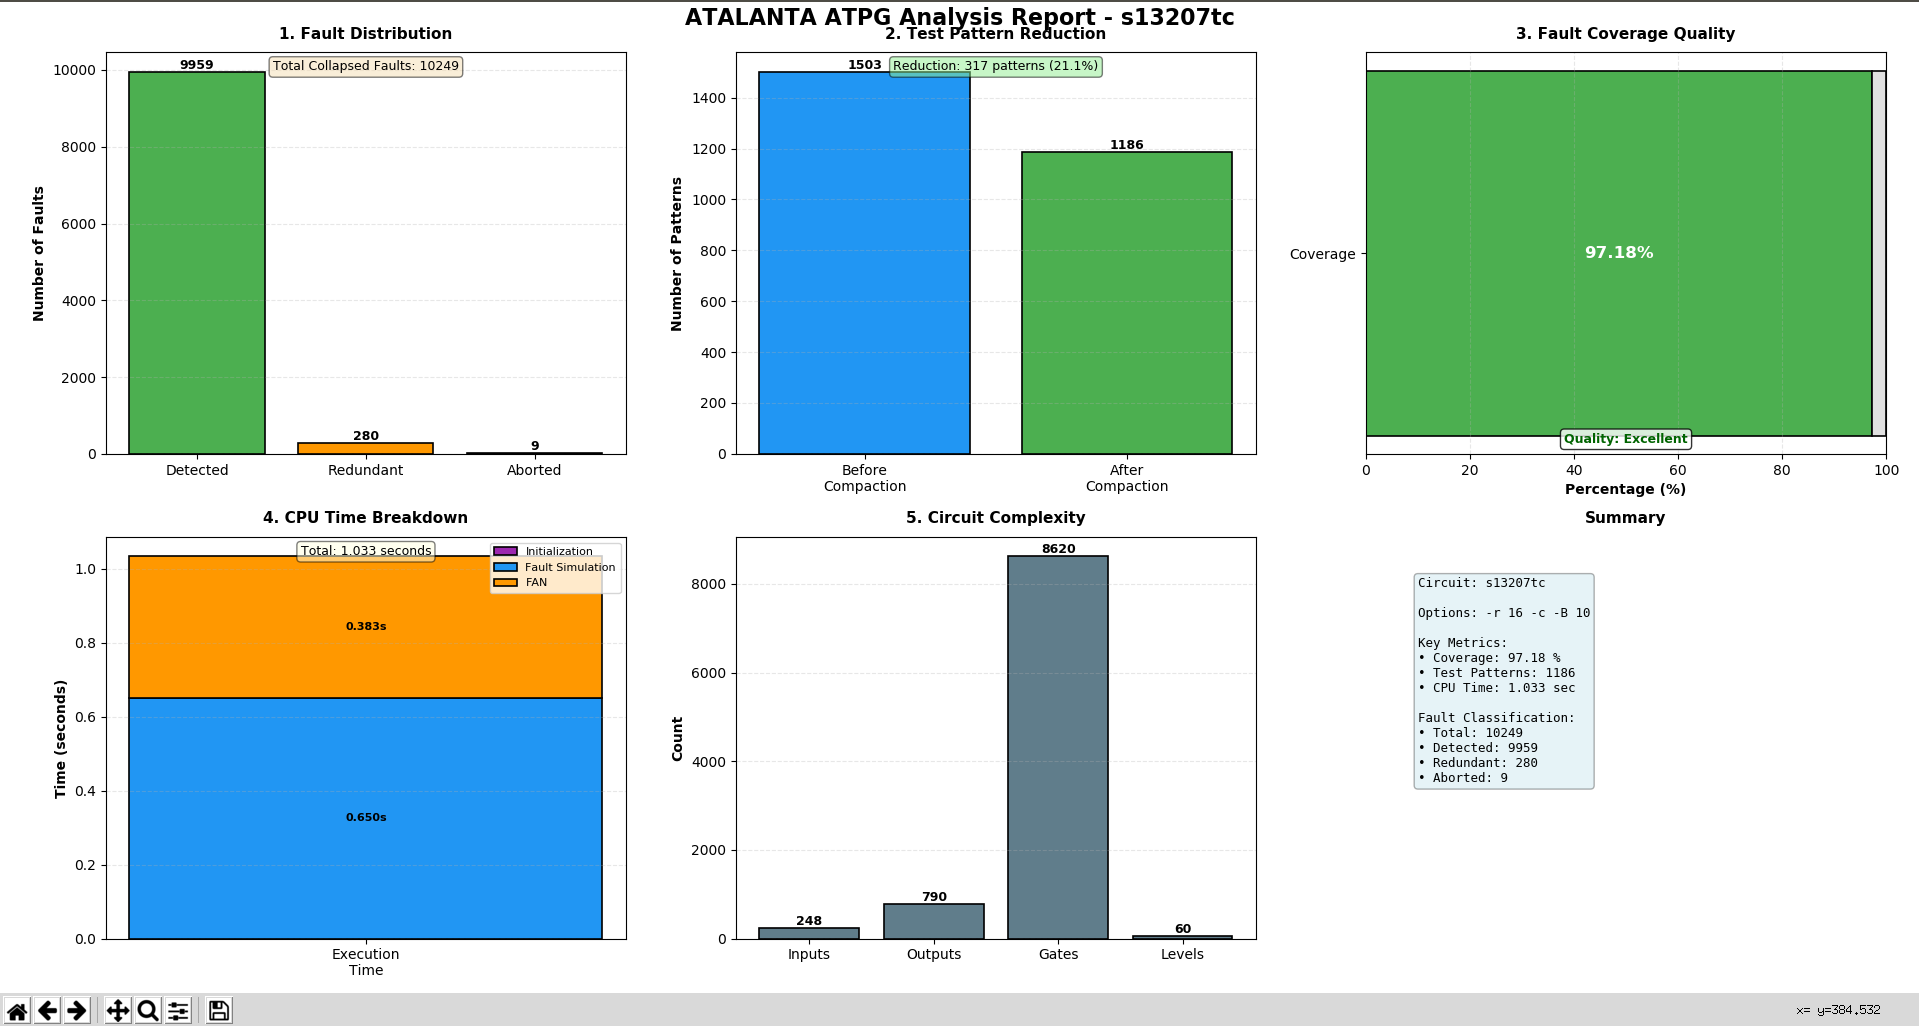 ATALANTA ATPG Analysis Report - s13207tc
1. Fault Distribution
Number of Faults
10000
8000
6000
4000
2000
0
9959
Total Collapsed Faults: 10249
280
9
Detected
Redundant
Aborted
2. Test Pattern Reduction
Number of Patterns
1400
1200
1000
800
600
400
200
0
1503
Reduction: 317 patterns (21.1%)
1186
Before
Compaction
After
Compaction
3. Fault Coverage Quality
Coverage
97.18%
Quality: Excellent
0
20
40
60
80
100
Percentage (%)
4. CPU Time Breakdown
Time (seconds)
1.0
0.8
0.6
0.4
0.2
0.0
Total: 1.033 seconds
Initialization
Fault Simulation
FAN
0.383s
0.650s
Execution
Time
5. Circuit Complexity
Count
8000
6000
4000
2000
0
248
790
8620
60
Inputs
Outputs
Gates
Levels
Summary
Circuit: s13207tc
Options: -r 16 -c -B 10
Key Metrics:
• Coverage: 97.18 %
• Test Patterns: 1186
• CPU Time: 1.033 sec
Fault Classification:
• Total: 10249
• Detected: 9959
• Redundant: 280
• Aborted: 9
x= y=384.532